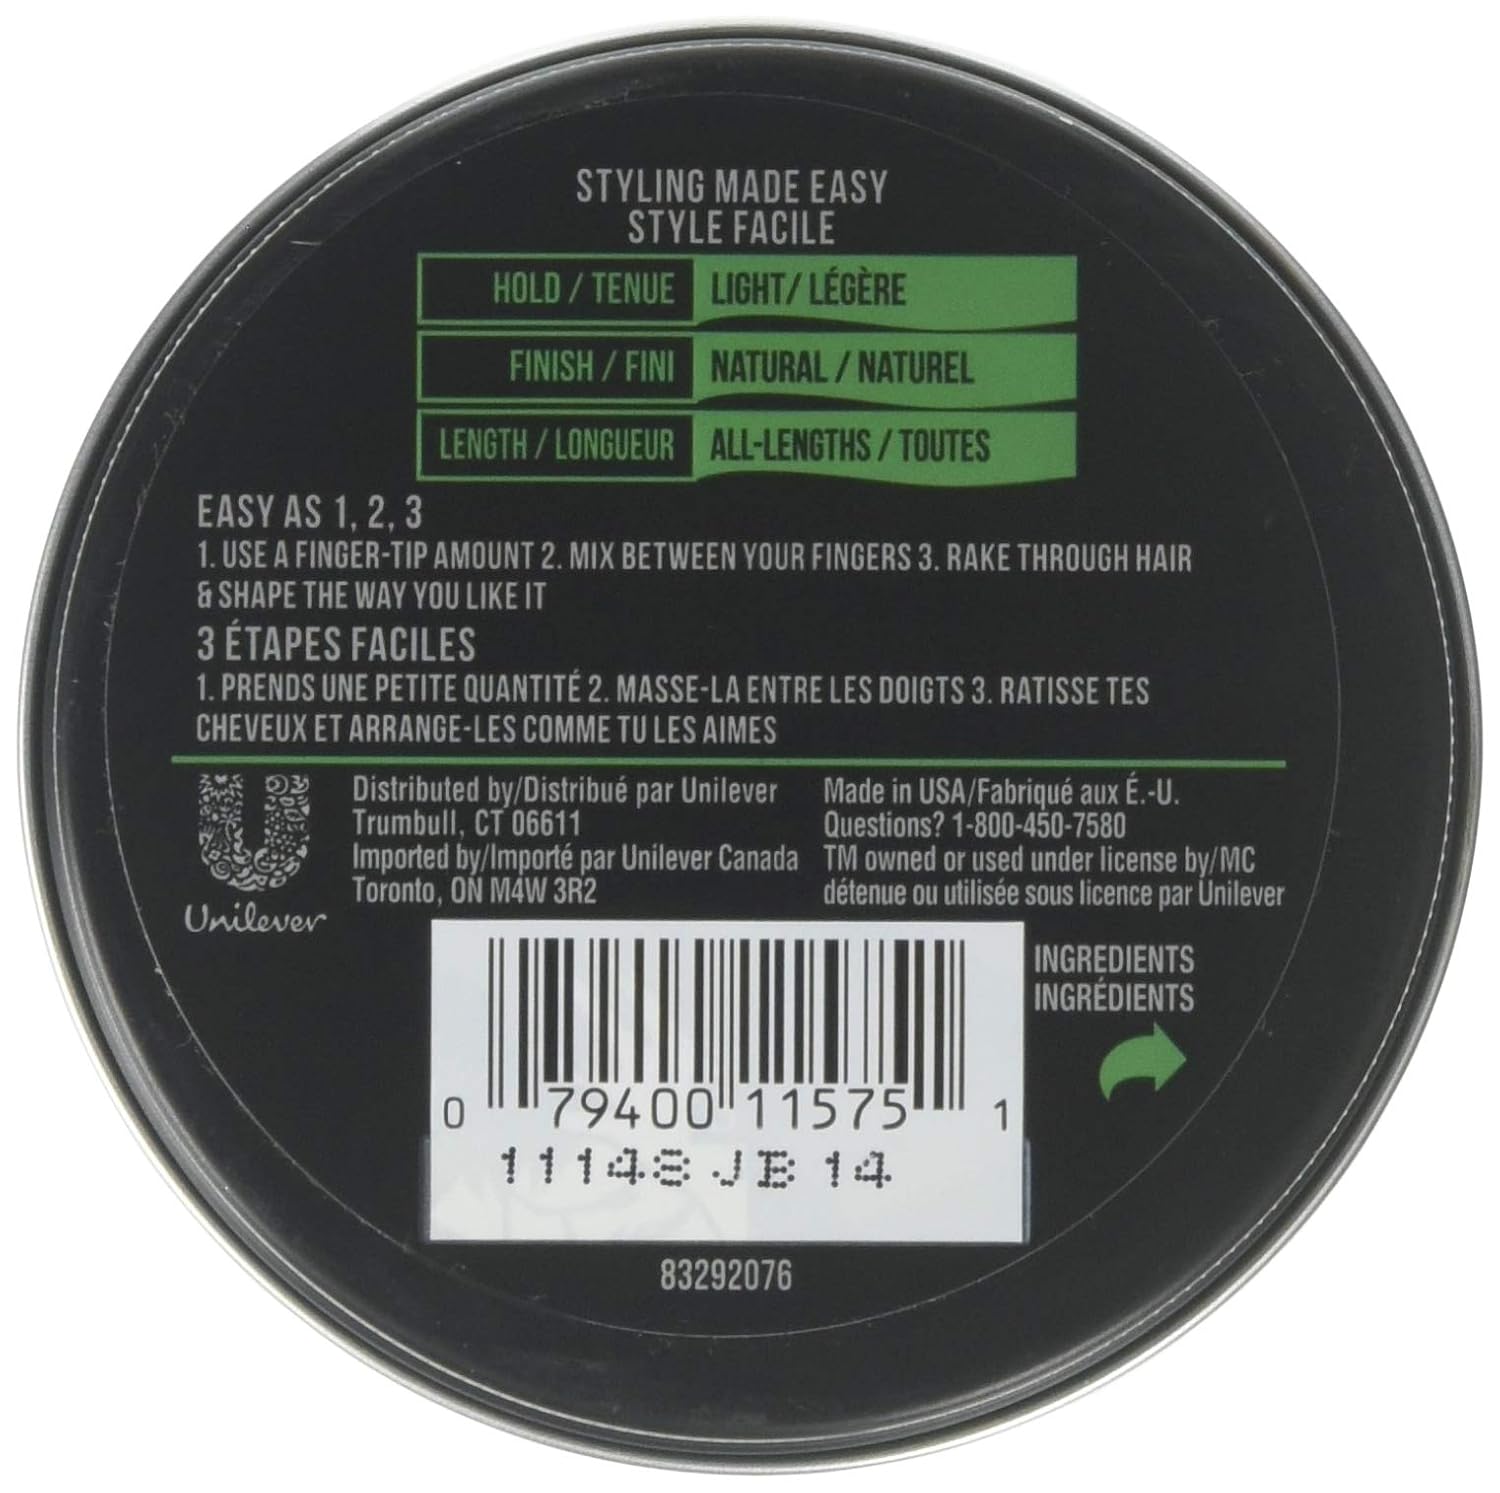 STYLING MADE EASY
STYLE FACILE
HOLD / TENUE LIGHT/ LÉGÈRE
FINISH / FINI NATURAL / NATUREL
LENGTH / LONGUEUR ALL-LENGTHS / TOUTES
EASY AS 1, 2, 3
1. USE A FINGER-TIP AMOUNT 2. MIX BETWEEN YOUR FINGERS 3. RAKE THROUGH HAIR
& SHAPE THE WAY YOU LIKE IT
3 ÉTAPES FACILES
1. PRENDS UNE PETITE QUANTITÉ 2. MASSE-LA ENTRE LES DOIGTS 3. RATISSE TES
CHEVEUX ET ARRANGE-LES COMME TU LES AIMES
Unilever
Distributed by/Distribué par Unilever
Trumbull, CT 06611
Imported by/Importé par Unilever Canada
Toronto, ON M4W 3R2
Made in USA/Fabriqué aux É.-U.
Questions? 1-800-450-7580
TM owned or used under license by/MC
détenue ou utilisée sous licence par Unilever
INGREDIENTS
INGRÉDIENTS
0 79400 11575 1
11148 JB 14
83292076